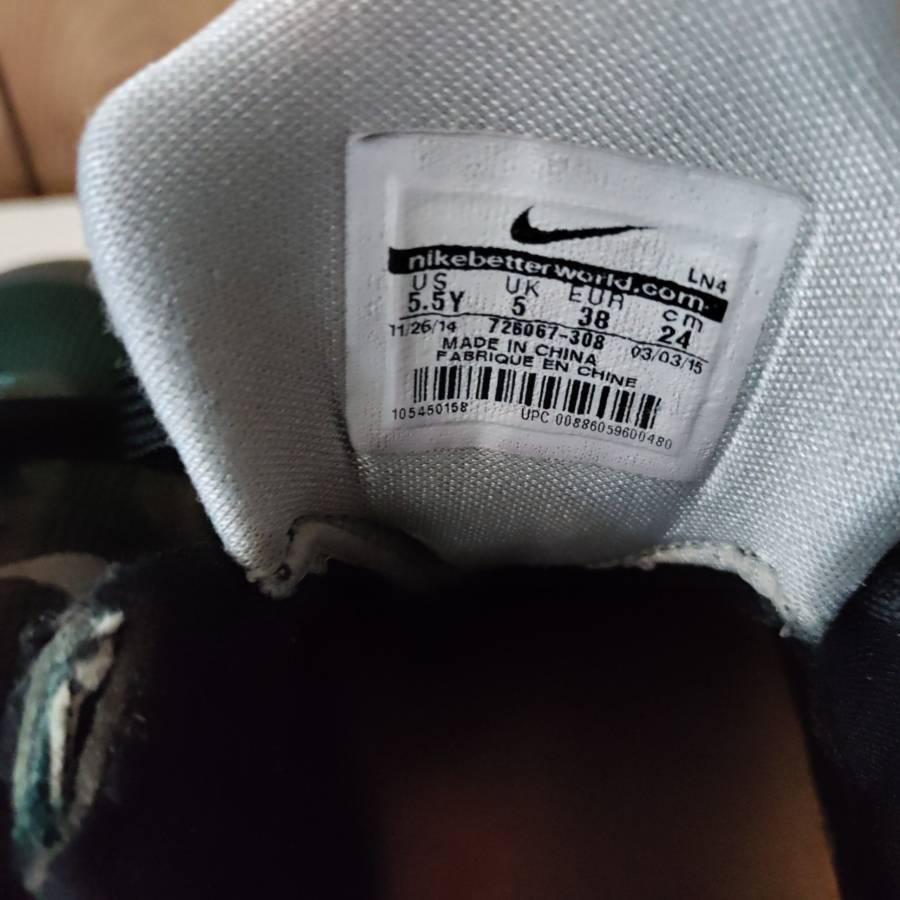 nikebetterworld.com
LN4
US UK EUR cm
5.5Y 5 38 24
11/26/14 726067-308 03/03/15
MADE IN CHINA
FABRIQUE EN CHINE
105450158 UPC 00886059600480